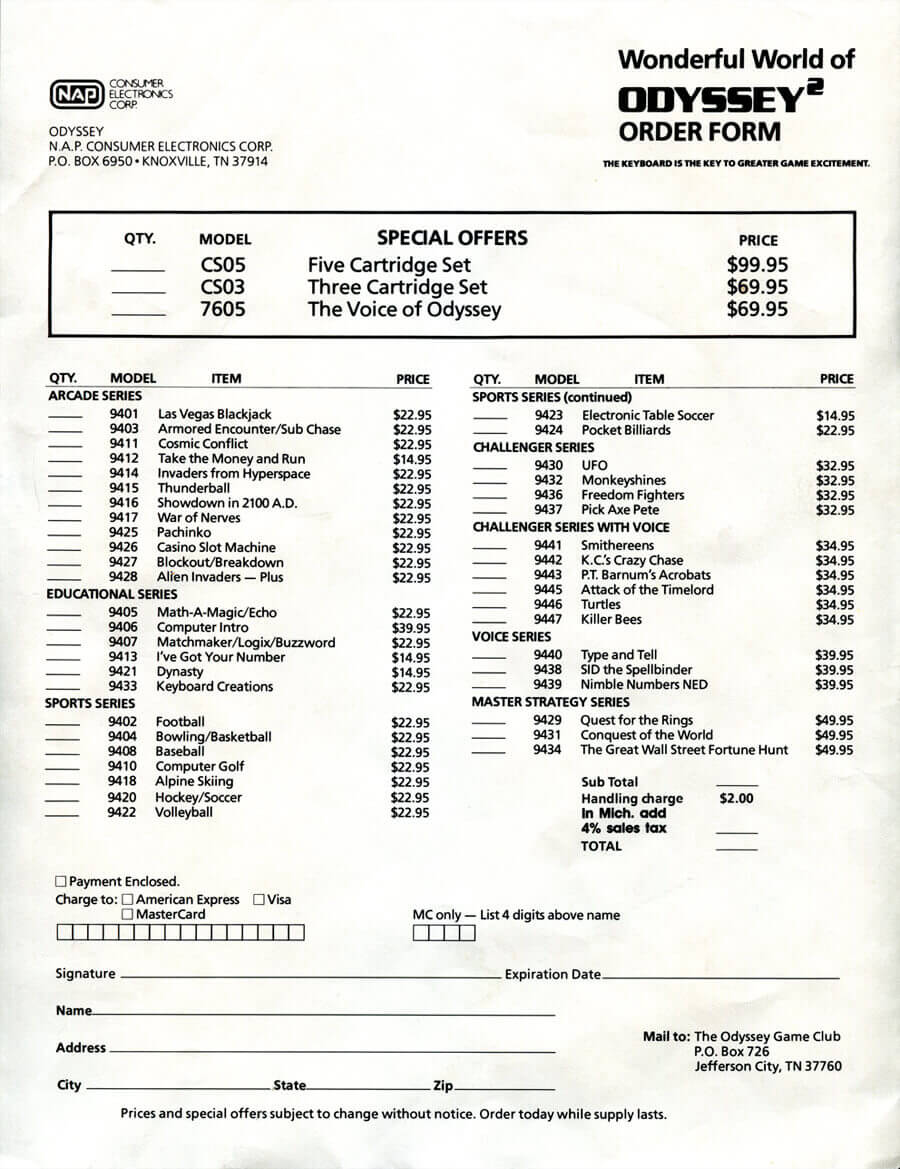 Wonderful World of
ODYSSEY²
ORDER FORM
THE KEYBOARD IS THE KEY TO GREATER GAME EXCITEMENT.
NAP CONSUMER
ELECTRONICS
CORP.
ODYSSEY
N.A.P. CONSUMER ELECTRONICS CORP.
P.O. BOX 6950 • KNOXVILLE, TN 37914
QTY. MODEL SPECIAL OFFERS PRICE
CS05 Five Cartridge Set $99.95
CS03 Three Cartridge Set $69.95
7605 The Voice of Odyssey $69.95
QTY. MODEL ITEM PRICE
ARCADE SERIES
9401 Las Vegas Blackjack $22.95
9403 Armored Encounter/Sub Chase $22.95
9411 Cosmic Conflict $22.95
9412 Take the Money and Run $14.95
9414 Invaders from Hyperspace $22.95
9415 Thunderball $22.95
9416 Showdown in 2100 A.D. $22.95
9417 War of Nerves $22.95
9425 Pachinko $22.95
9426 Casino Slot Machine $22.95
9427 Blockout/Breakdown $22.95
9428 Alien Invaders — Plus $22.95
EDUCATIONAL SERIES
9405 Math-A-Magic/Echo $22.95
9406 Computer Intro $39.95
9407 Matchmaker/Logix/Buzzword $22.95
9413 I've Got Your Number $14.95
9421 Dynasty $14.95
9433 Keyboard Creations $22.95
SPORTS SERIES
9402 Football $22.95
9404 Bowling/Basketball $22.95
9408 Baseball $22.95
9410 Computer Golf $22.95
9418 Alpine Skiing $22.95
9420 Hockey/Soccer $22.95
9422 Volleyball $22.95
QTY. MODEL ITEM PRICE
SPORTS SERIES (continued)
9423 Electronic Table Soccer $14.95
9424 Pocket Billiards $22.95
CHALLENGER SERIES
9430 UFO $32.95
9432 Monkeyshines $32.95
9436 Freedom Fighters $32.95
9437 Pick Axe Pete $32.95
CHALLENGER SERIES WITH VOICE
9441 Smithereens $34.95
9442 K.C.'s Crazy Chase $34.95
9443 P.T. Barnum's Acrobats $34.95
9445 Attack of the Timelord $34.95
9446 Turtles $34.95
9447 Killer Bees $34.95
VOICE SERIES
9440 Type and Tell $39.95
9438 SID the Spellbinder $39.95
9439 Nimble Numbers NED $39.95
MASTER STRATEGY SERIES
9429 Quest for the Rings $49.95
9431 Conquest of the World $49.95
9434 The Great Wall Street Fortune Hunt $49.95
Sub Total
Handling charge $2.00
In Mich. add
4% sales tax
TOTAL
Payment Enclosed.
Charge to: American Express Visa
MasterCard
MC only — List 4 digits above name
Signature Expiration Date
Name
Address
City State Zip
Mail to: The Odyssey Game Club
P.O. Box 726
Jefferson City, TN 37760
Prices and special offers subject to change without notice. Order today while supply lasts.